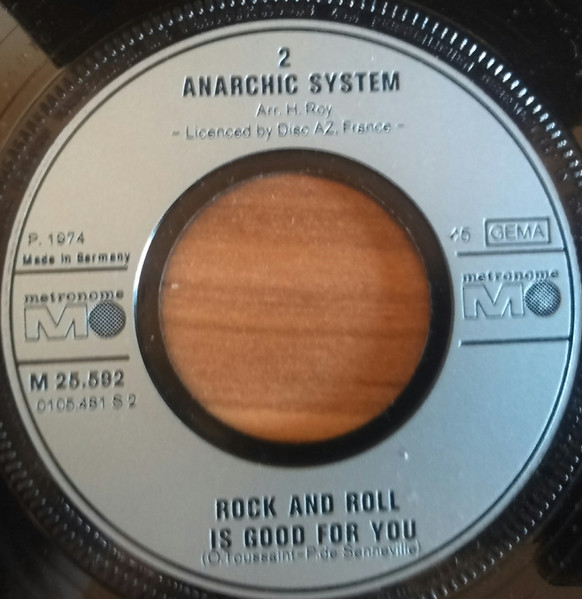 2
ANARCHIC SYSTEM
Arr. H. Roy
- Licenced by Disc AZ, France -
P. 1974
Made in Germany
45 GEMA
metronome
M
metronome
M
M 25.592
0105.481 S 2
ROCK AND ROLL
IS GOOD FOR YOU
(O.Toussaint-P.de Senneville)